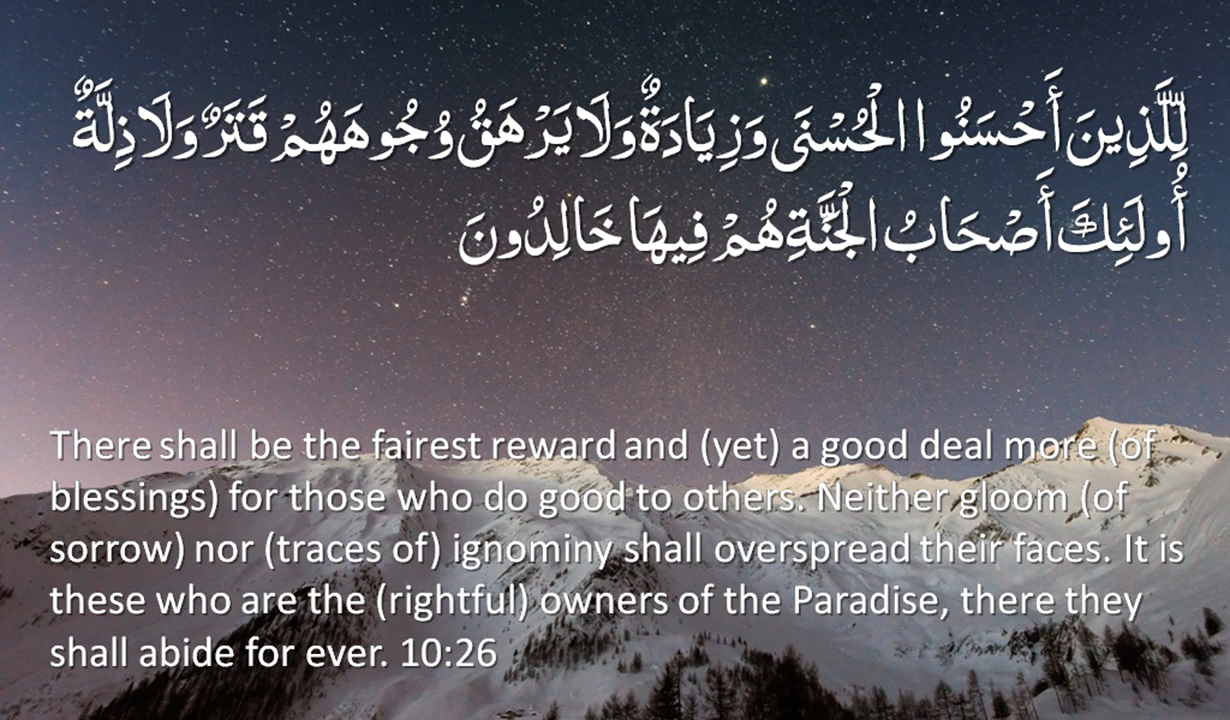 لِّلَّذِينَ أَحْسَنُوا الْحُسْنَى وَزِيَادَةٌ وَلَا يَرْهَقُ وُجُوهَهُمْ قَتَرٌ وَلَا ذِلَّةٌ
أُولَئِكَ أَصْحَابُ الْجَنَّةِ هُمْ فِيهَا خَالِدُونَ
There shall be the fairest reward and (yet) a good deal more (of
blessings) for those who do good to others. Neither gloom (of
sorrow) nor (traces of) ignominy shall overspread their faces. It is
these who are the (rightful) owners of the Paradise, there they
shall abide for ever. 10:26